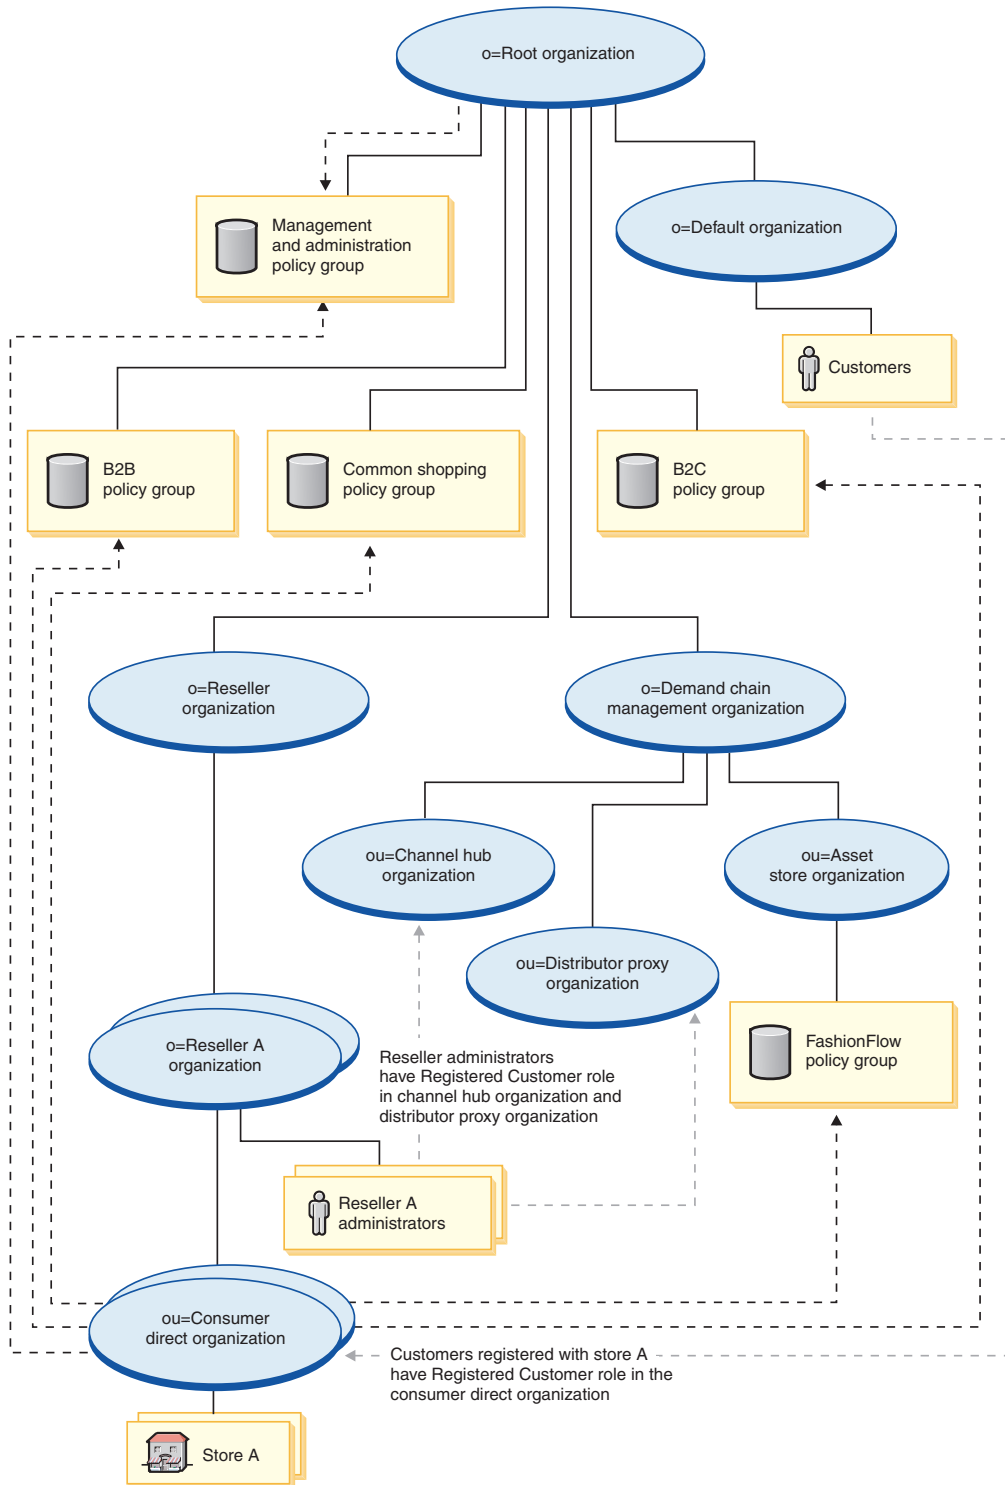 o=Root organization
Management
and administration
policy group
o=Default organization
Customers
B2B
policy group
Common shopping
policy group
B2C
policy group
o=Reseller
organization
o=Demand chain
management organization
ou=Channel hub
organization
ou=Asset
store organization
ou=Distributor proxy
organization
o=Reseller A
organization
Reseller administrators
have Registered Customer role
in channel hub organization and
distributor proxy organization
FashionFlow
policy group
Reseller A
administrators
ou=Consumer
direct organization
Customers registered with store A
have Registered Customer role in the
consumer direct organization
Store A